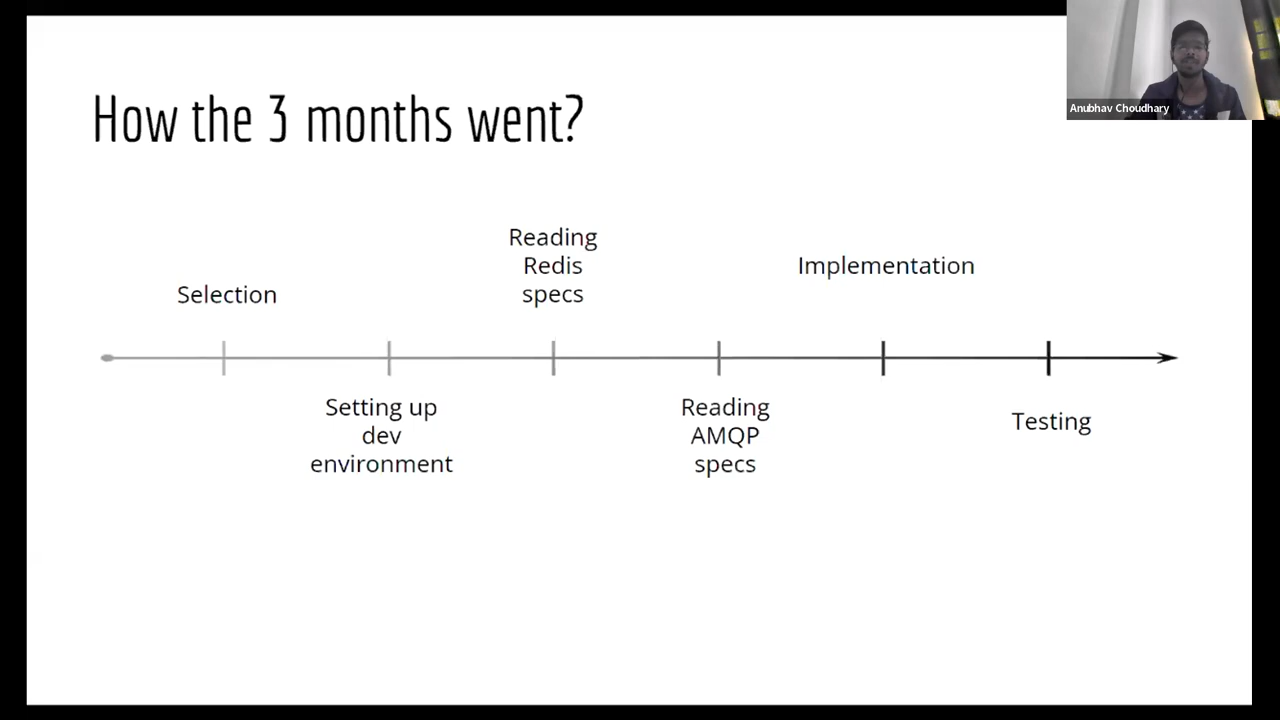 How the 3 months went?
Anubhav Choudhary
Selection
Setting up
dev
environment
Reading
Redis
specs
Reading
AMQP
specs
Implementation
Testing